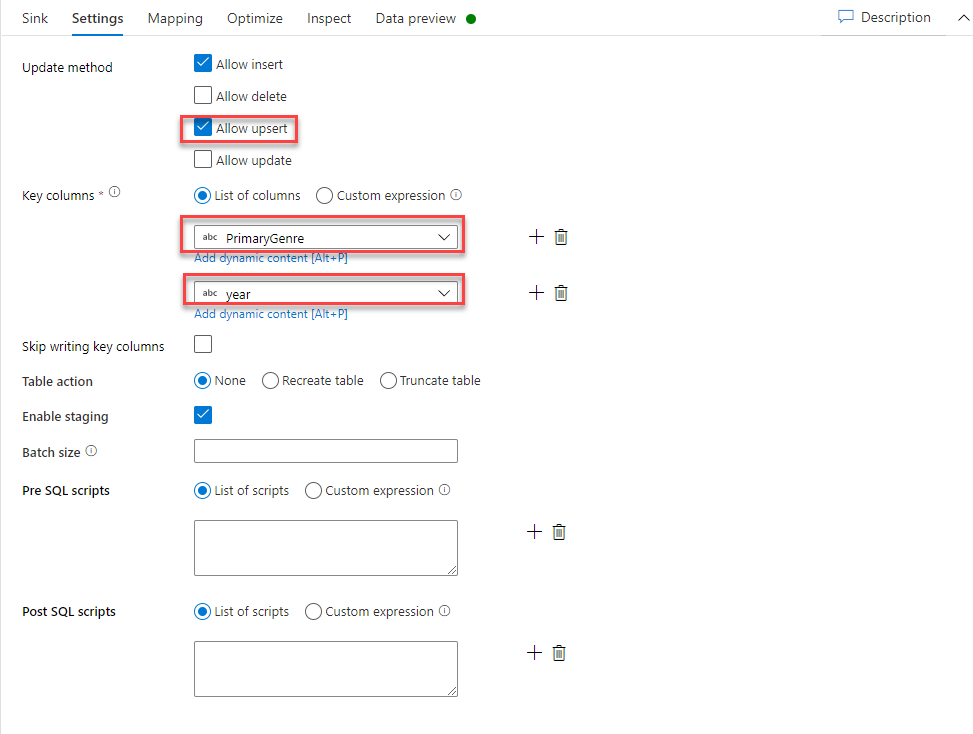 Sink Settings Mapping Optimize Inspect Data preview Description
Update method Allow insert
Allow delete
Allow upsert
Allow update
Key columns * List of columns Custom expression
abc PrimaryGenre
Add dynamic content [Alt+P]
abc year
Add dynamic content [Alt+P]
Skip writing key columns
Table action None Recreate table Truncate table
Enable staging
Batch size
Pre SQL scripts List of scripts Custom expression
Post SQL scripts List of scripts Custom expression